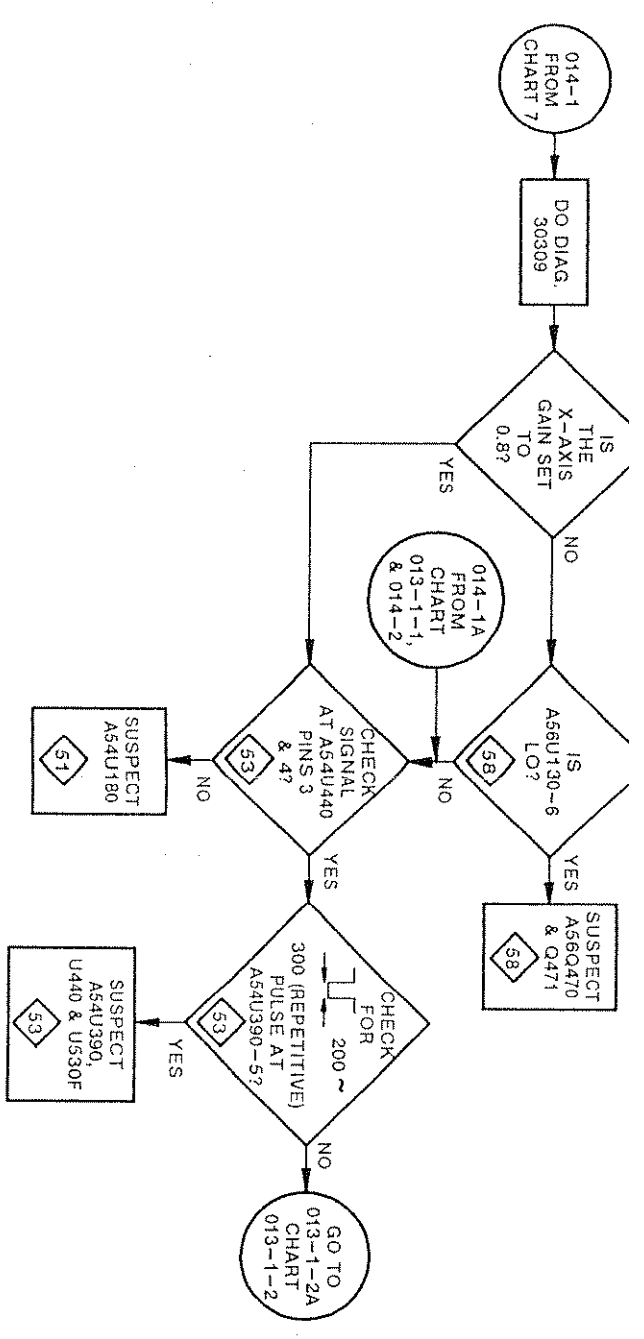 014-1
FROM
CHART 7
DO DIAG.
30309
IS
THE
X-AXIS
GAIN SET
TO
0.8?
NO
YES
IS
A56U130-6
LO?
58
YES
NO
SUSPECT
A56Q470
& Q471
58
014-1A
FROM
CHART
013-1-1,
& 014-2
CHECK
SIGNAL
AT A54U440
PINS 3
& 4?
53
NO
YES
SUSPECT
A54U180
51
CHECK
FOR
200 ~
300 (REPETITIVE)
PULSE AT
A54U390-5?
53
YES
NO
SUSPECT
A54U390,
U440 & U530F
53
GO TO
013-1-2A
CHART
013-1-2